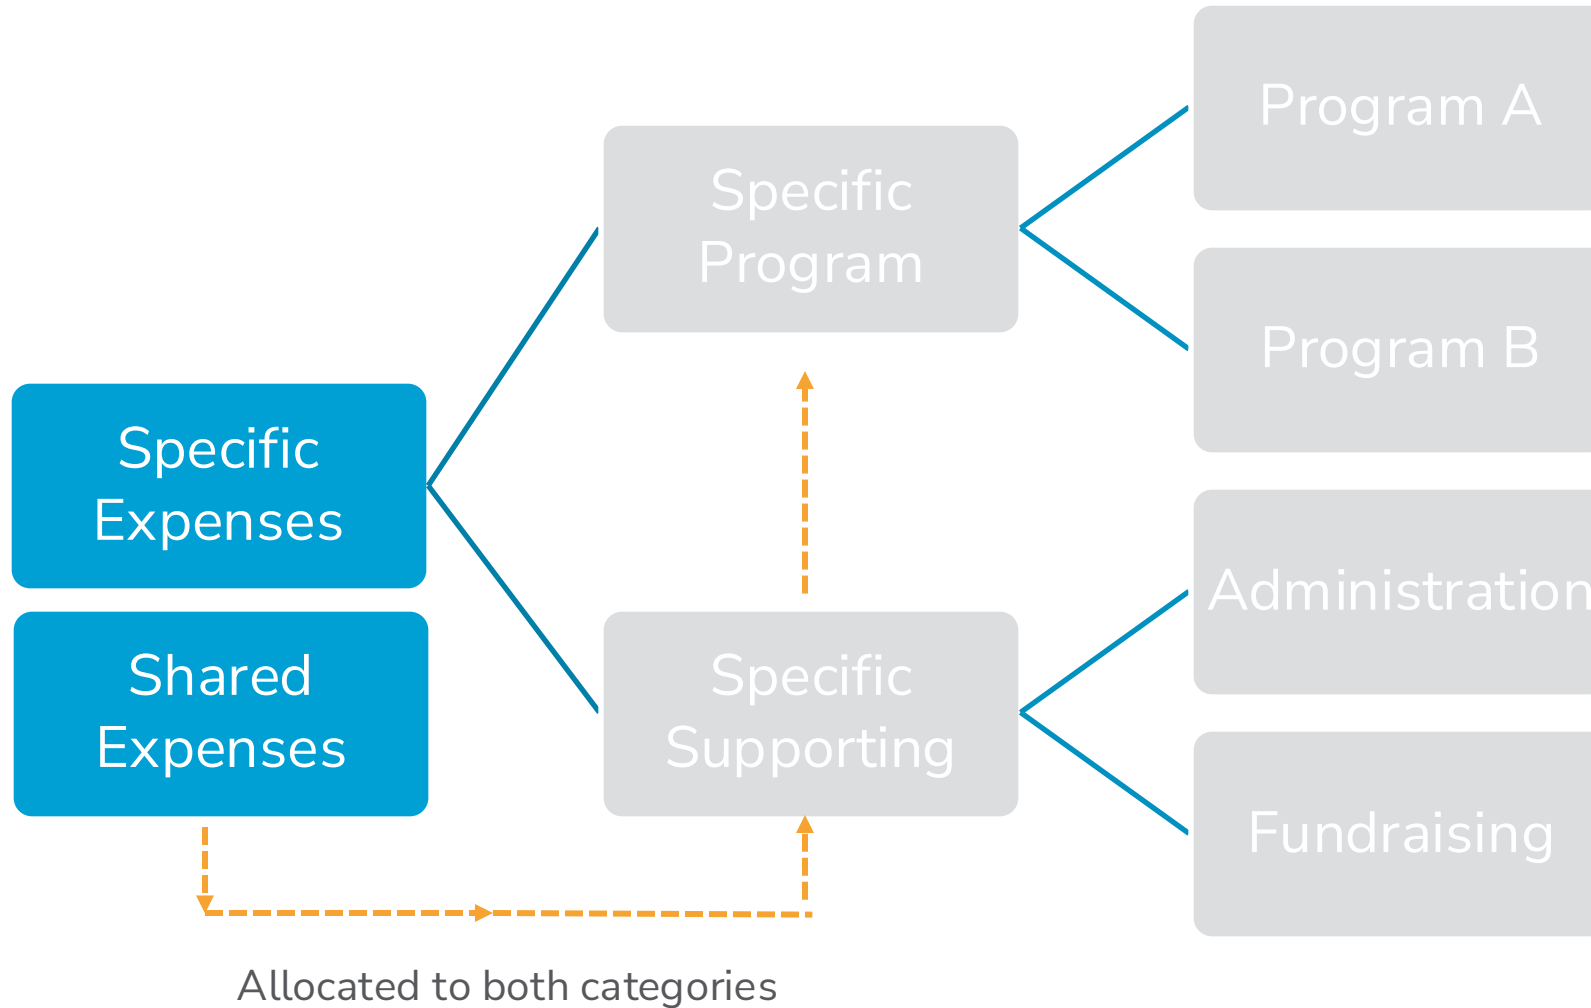 Specific
Expenses
Shared
Expenses
Specific
Program
Specific
Supporting
Program A
Program B
Administration
Fundraising
Allocated to both categories